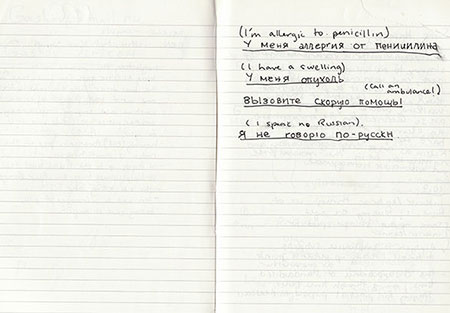 (I'm allergic to penicillin)
У меня аллергия от пенициллина
(I have a swelling)
У меня опухоль
(Call an
ambulance!)
Вызовите скорую помощь!
(I speak no Russian).
Я не говорю по-русски